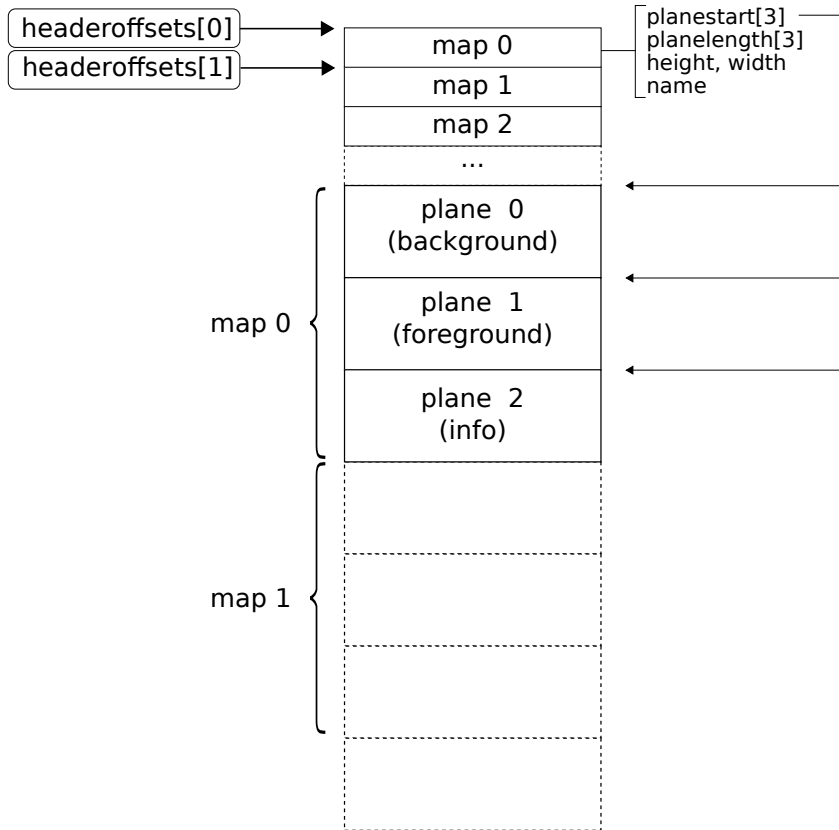 headeroffsets[0]
headeroffsets[1]
map 0
map 1
map 2
...
planestart[3]
planelength[3]
height, width
name
map 0
plane 0
(background)
plane 1
(foreground)
plane 2
(info)
map 1